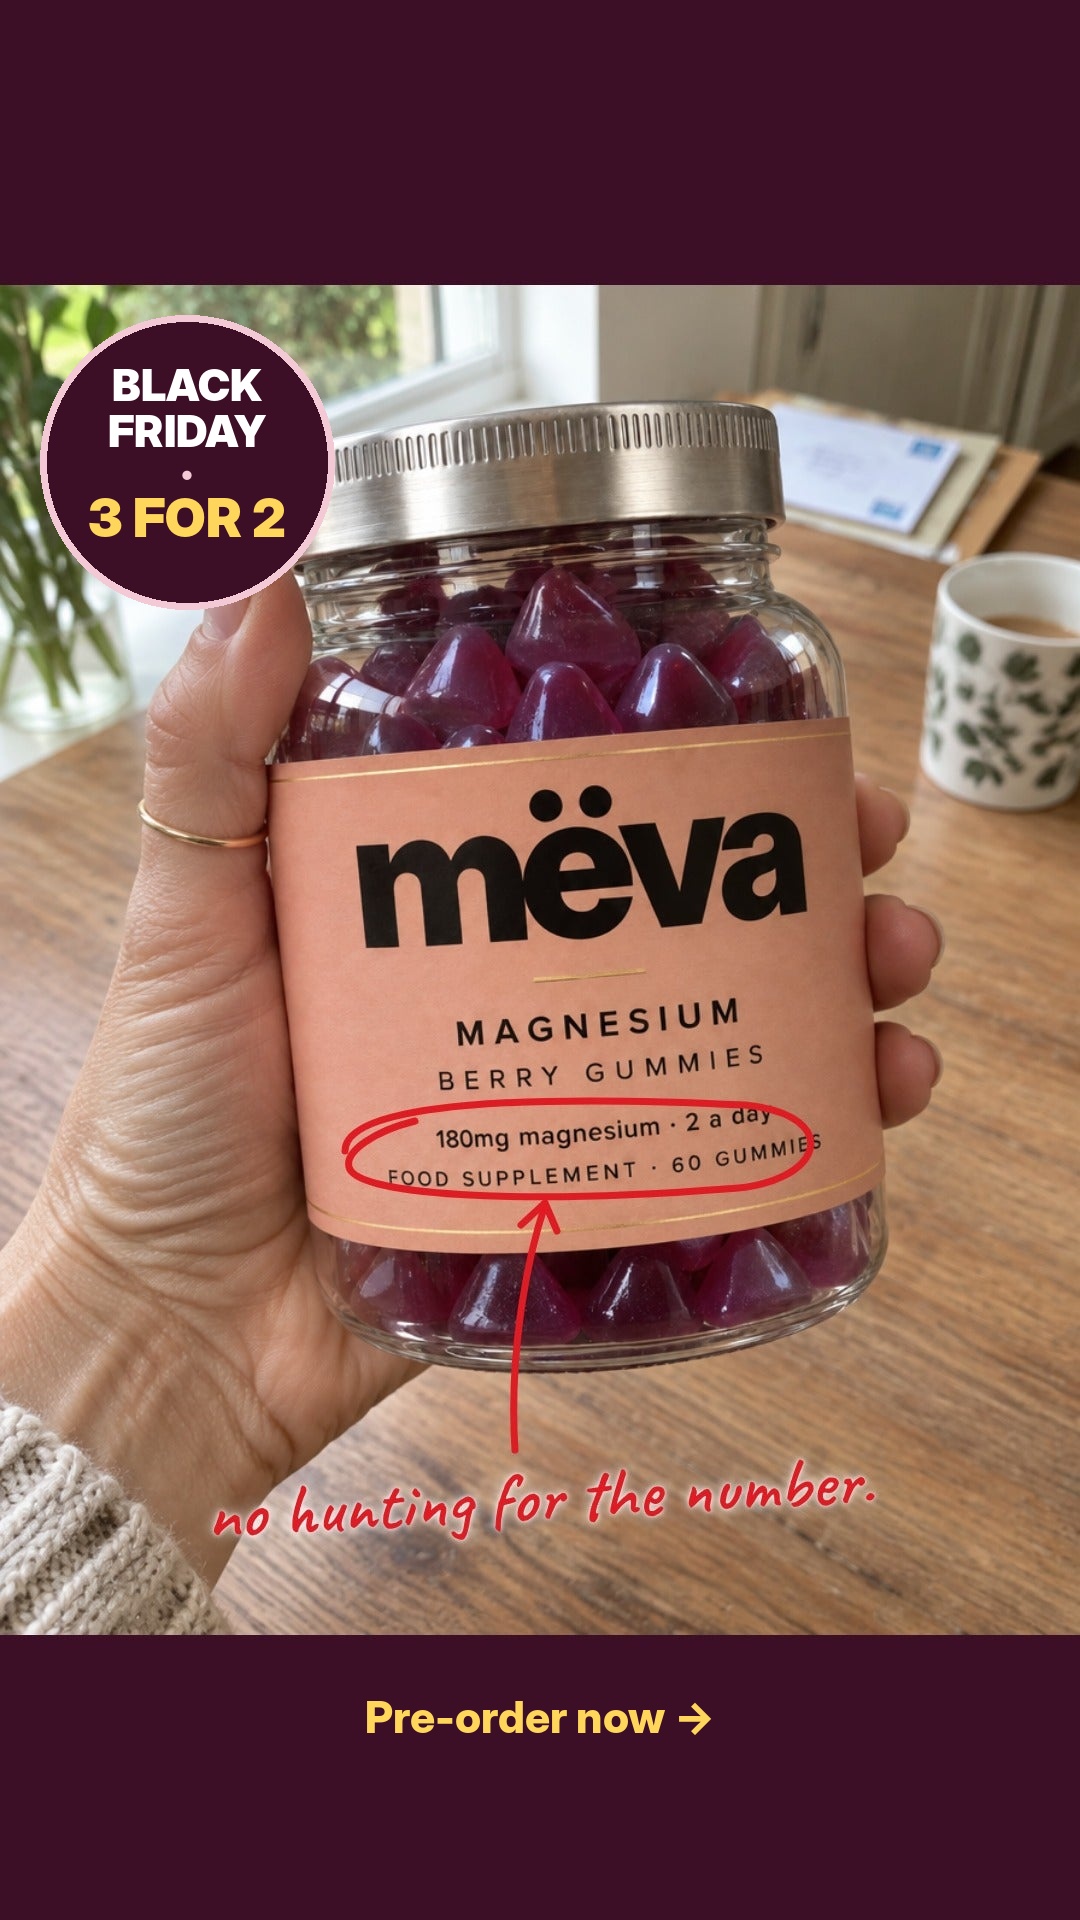 BLACK
FRIDAY
•
3 FOR 2
mëva
MAGNESIUM
BERRY GUMMIES
180mg magnesium · 2 a day
FOOD SUPPLEMENT · 60 GUMMIES
no hunting for the number.
Pre-order now →